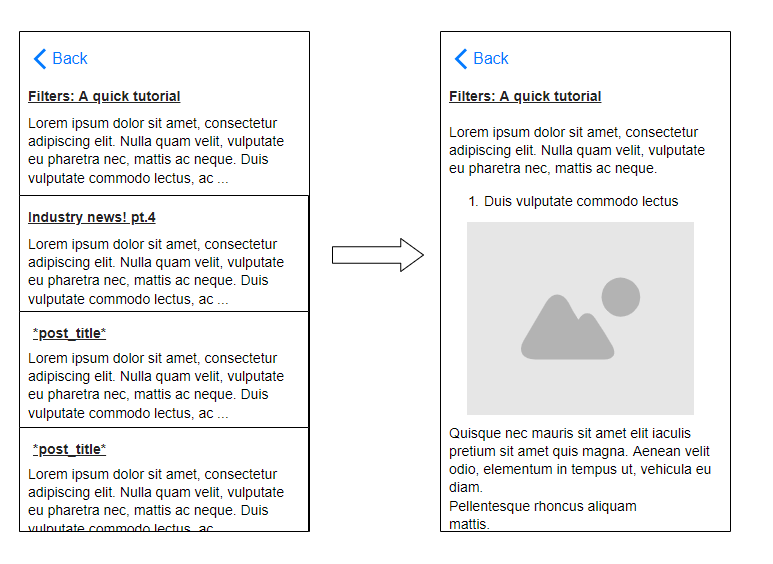 Back
Filters: A quick tutorial
Lorem ipsum dolor sit amet, consectetur
adipiscing elit. Nulla quam velit, vulputate
eu pharetra nec, mattis ac neque. Duis
vulputate commodo lectus, ac ...
Industry news! pt.4
Lorem ipsum dolor sit amet, consectetur
adipiscing elit. Nulla quam velit, vulputate
eu pharetra nec, mattis ac neque. Duis
vulputate commodo lectus, ac ...
*post_title*
Lorem ipsum dolor sit amet, consectetur
adipiscing elit. Nulla quam velit, vulputate
eu pharetra nec, mattis ac neque. Duis
vulputate commodo lectus, ac ...
*post_title*
Lorem ipsum dolor sit amet, consectetur
adipiscing elit. Nulla quam velit, vulputate
eu pharetra nec, mattis ac neque. Duis
vulputate commodo lectus, ac
Back
Filters: A quick tutorial
Lorem ipsum dolor sit amet, consectetur
adipiscing elit. Nulla quam velit, vulputate
eu pharetra nec, mattis ac neque.
1. Duis vulputate commodo lectus
Quisque nec mauris sit amet elit iaculis
pretium sit amet quis magna. Aenean velit
odio, elementum in tempus ut, vehicula eu
diam.
Pellentesque rhoncus aliquam
mattis.